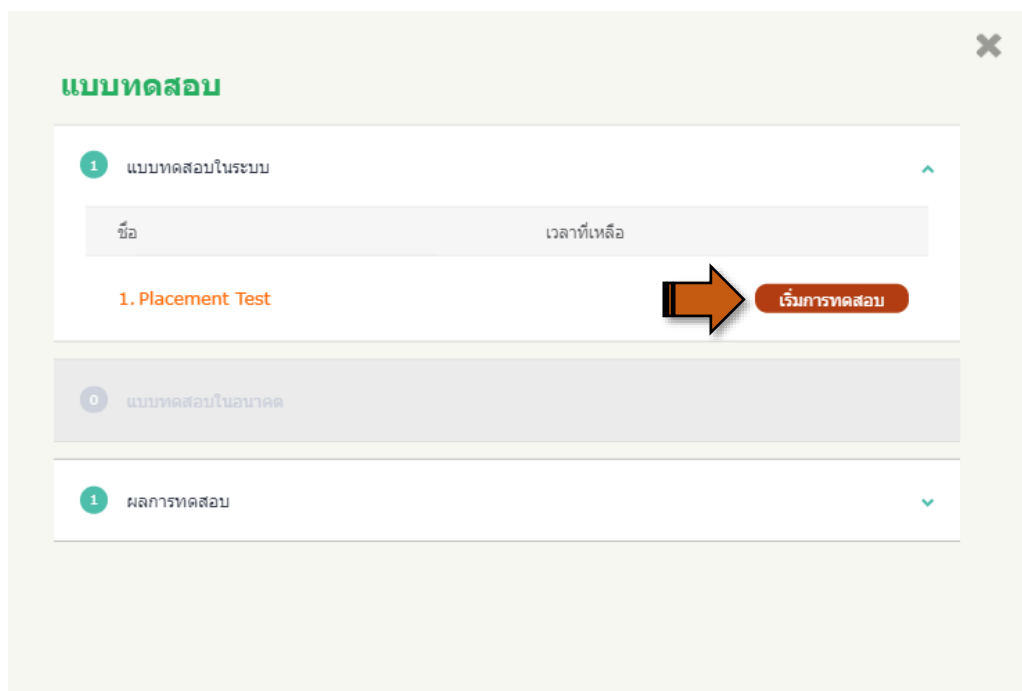 แบบทดสอบ
1 แบบทดสอบในระบบ
ชื่อ เวลาที่เหลือ
1. Placement Test เริ่มการทดสอบ
0 แบบทดสอบในอนาคต
1 ผลการทดสอบ